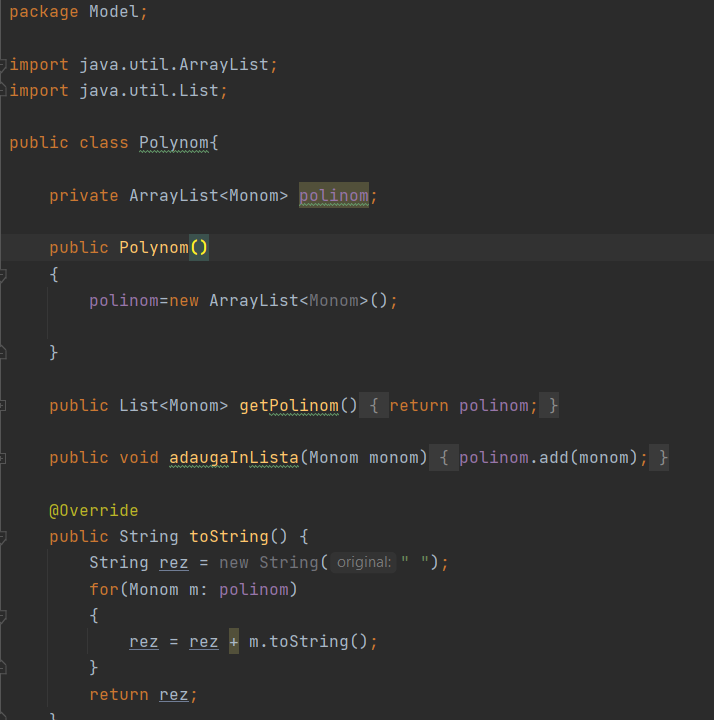 package Model;
import java.util.ArrayList;
import java.util.List;
public class Polynom{
private ArrayList<Monom> polinom;
public Polynom()
{
polinom=new ArrayList<Monom>();
}
public List<Monom> getPolinom() { return polinom; }
public void adaugaInLista(Monom monom) { polinom.add(monom); }
@Override
public String toString() {
String rez = new String( original: " ");
for(Monom m: polinom)
{
rez = rez + m.toString();
}
return rez;
}